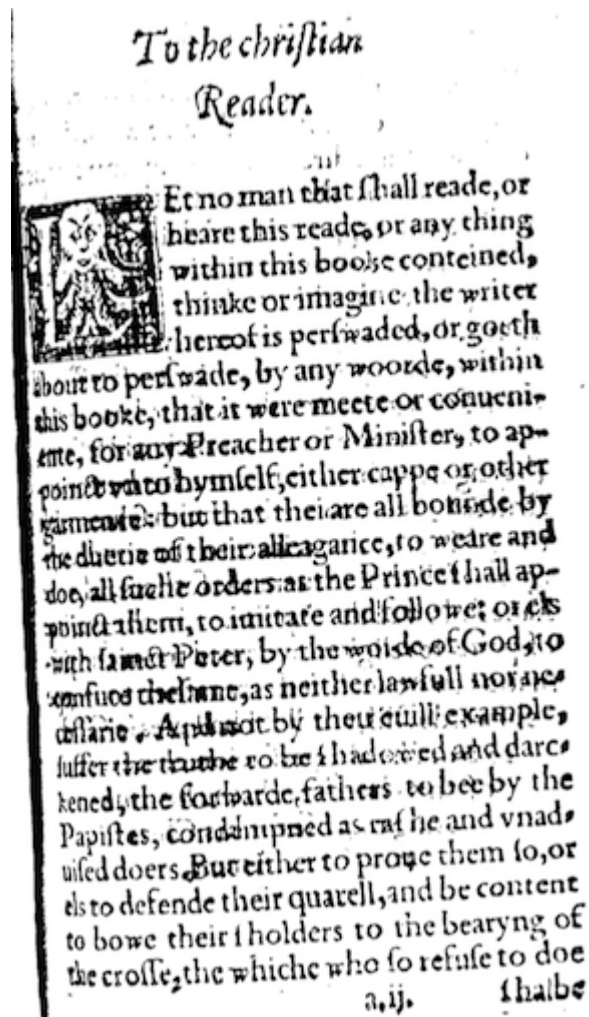 To the chriſtian
Reader.
LEt no man that ſhall reade, or
heare this reade, or any thing
within this booke conteined,
thinke or imagine the writer
hereof is perſwaded, or goeth
about to perſwade, by any woorde, within
this booke, that it were meete or conueni-
ente, for any Preacher or Miniſter, to ap-
poinct vnto hymſelf, either cappe or other
garmente: but that thei are all bounde by
the duetie of their alleagance, to weare and
doe, all ſuche orders as the Prince ſhall ap-
poinct them, to imitate and followe: or els
with ſainct Peter, by the worde of God, to
confute theſame, as neither lawfull nor ne-
ceſſarie. And not by their euill example,
ſuffer the truthe to be ſhadowed and darc-
kened, the forwarde fathers to bee by the
Papiſtes, condempned as raſhe and vnad-
uiſed doers. But either to proue them ſo, or
els to defende their quarell, and be content
to bowe their ſholders to the bearyng of
the croſſe, the whiche who ſo refuſe to doe
a.ij. ſhalbe